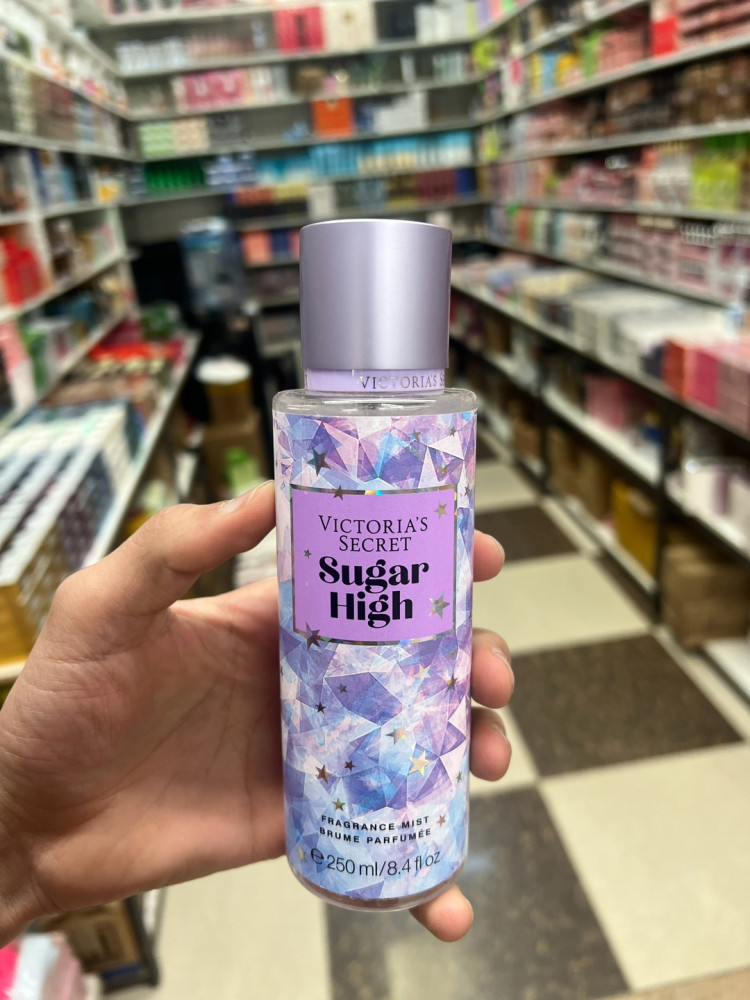 VICTORIA'S S
VICTORIA'S
SECRET
Sugar
High
FRAGRANCE MIST
BRUME PARFUMÉE
℮ 250 ml/8.4 fl oz